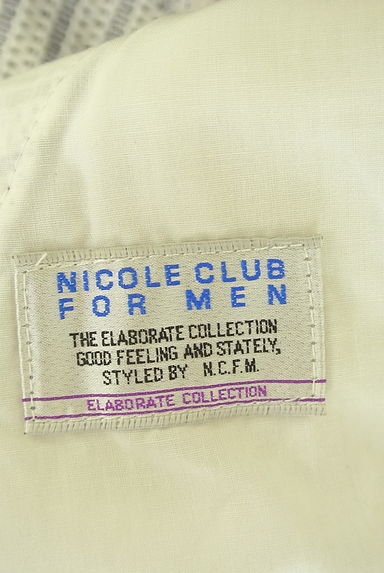 NICOLE CLUB
FOR MEN
THE ELABORATE COLLECTION
GOOD FEELING AND STATELY,
STYLED BY N.C.F.M.
ELABORATE COLLECTION